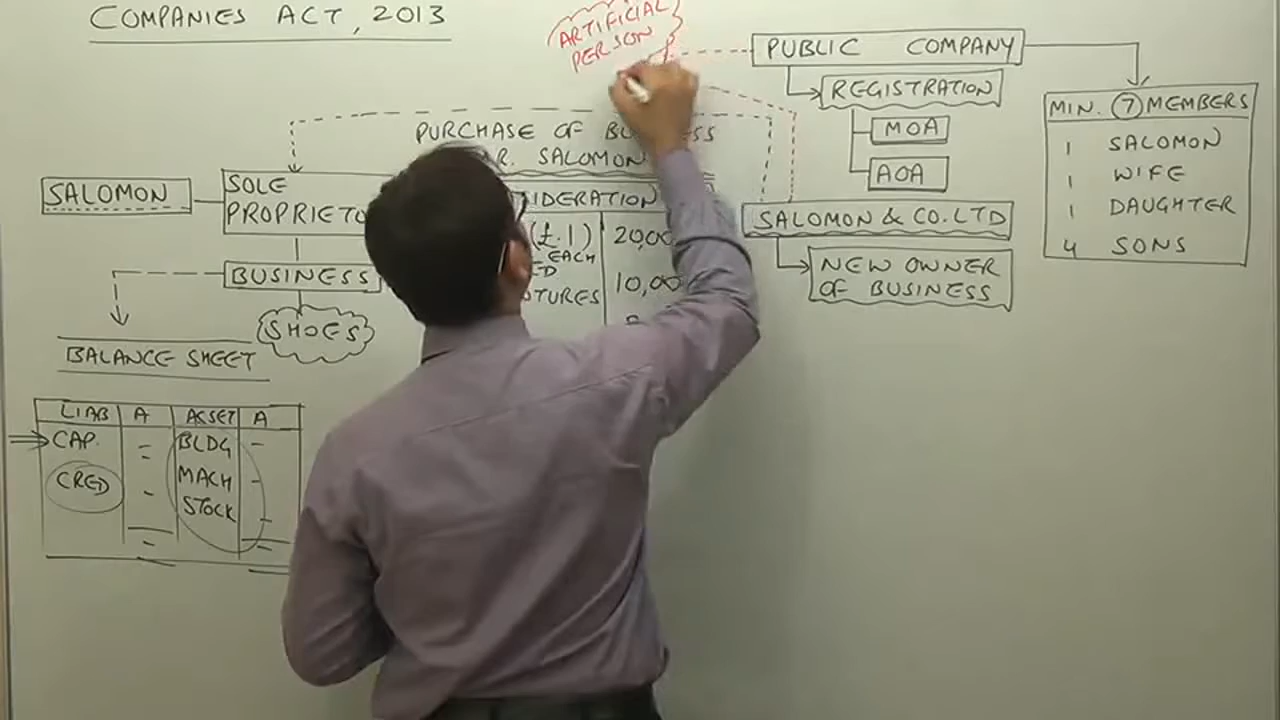 COMPANIES ACT, 2013
ARTIFICIAL
PERSON
PUBLIC COMPANY
REGISTRATION
MOA
AOA
MIN. 7 MEMBERS
1 SALOMON
1 WIFE
1 DAUGHTER
4 SONS
PURCHASE OF
SALOMON
SALOMON
SOLE
BUSINESS
SHOES
(£.1)
EACH
SALOMON & CO. LTD
NEW OWNER
OF BUSINESS
BALANCE SHEET
LIAB A ASSET A
CAP. - BLDG -
CRED - MACH -
STOCK -